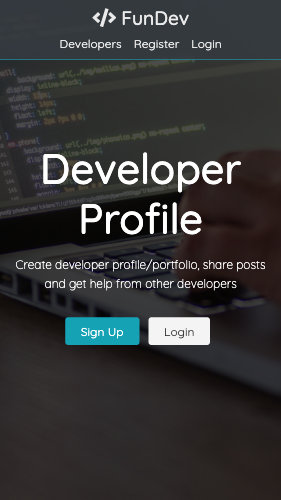 FunDev
Developers Register Login
Developer
Profile
Create developer profile/portfolio, share posts
and get help from other developers
Sign Up Login